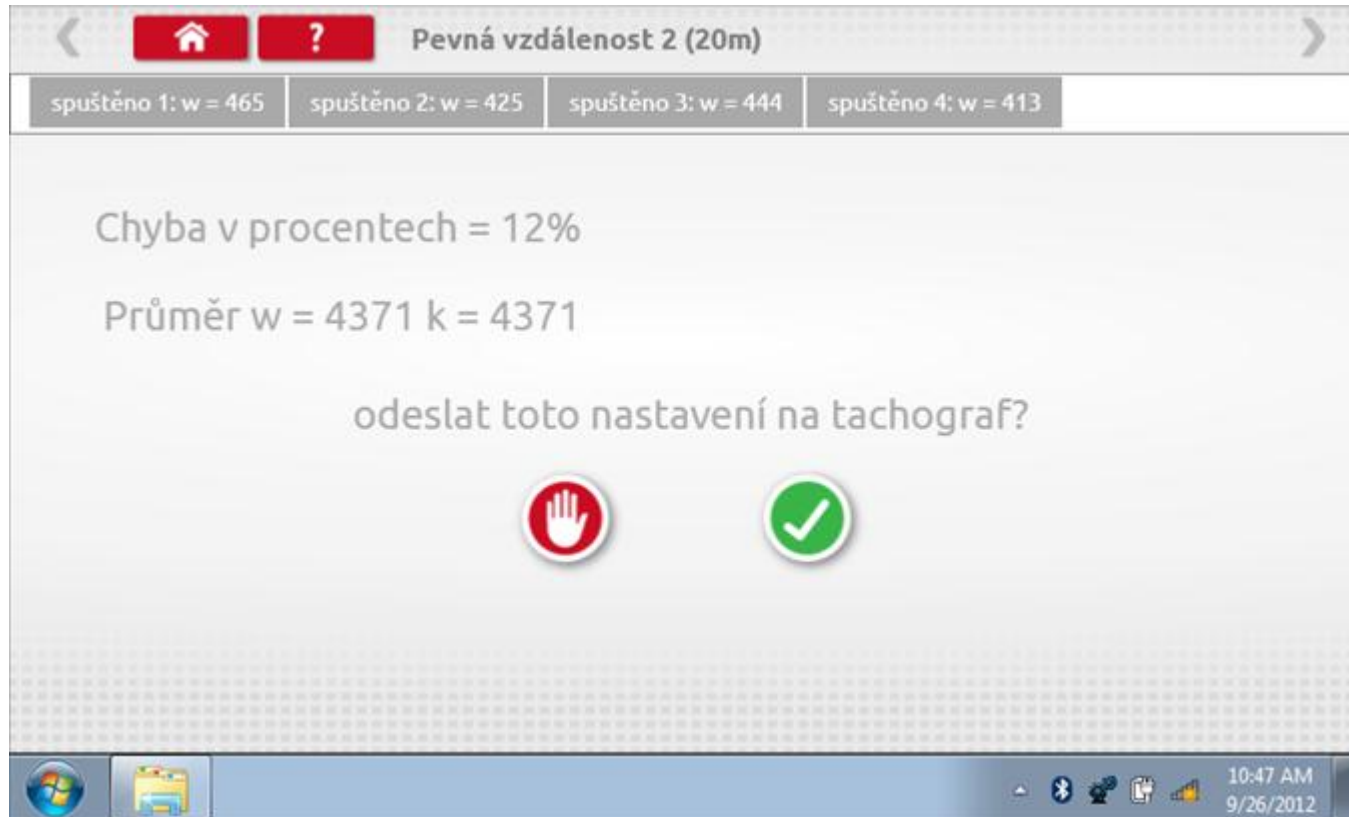 ? Pevná vzdálenost 2 (20m)
spuštěno 1: w = 465 spuštěno 2: w = 425 spuštěno 3: w = 444 spuštěno 4: w = 413
Chyba v procentech = 12%
Průměr w = 4371 k = 4371
odeslat toto nastavení na tachograf?
10:47 AM
9/26/2012